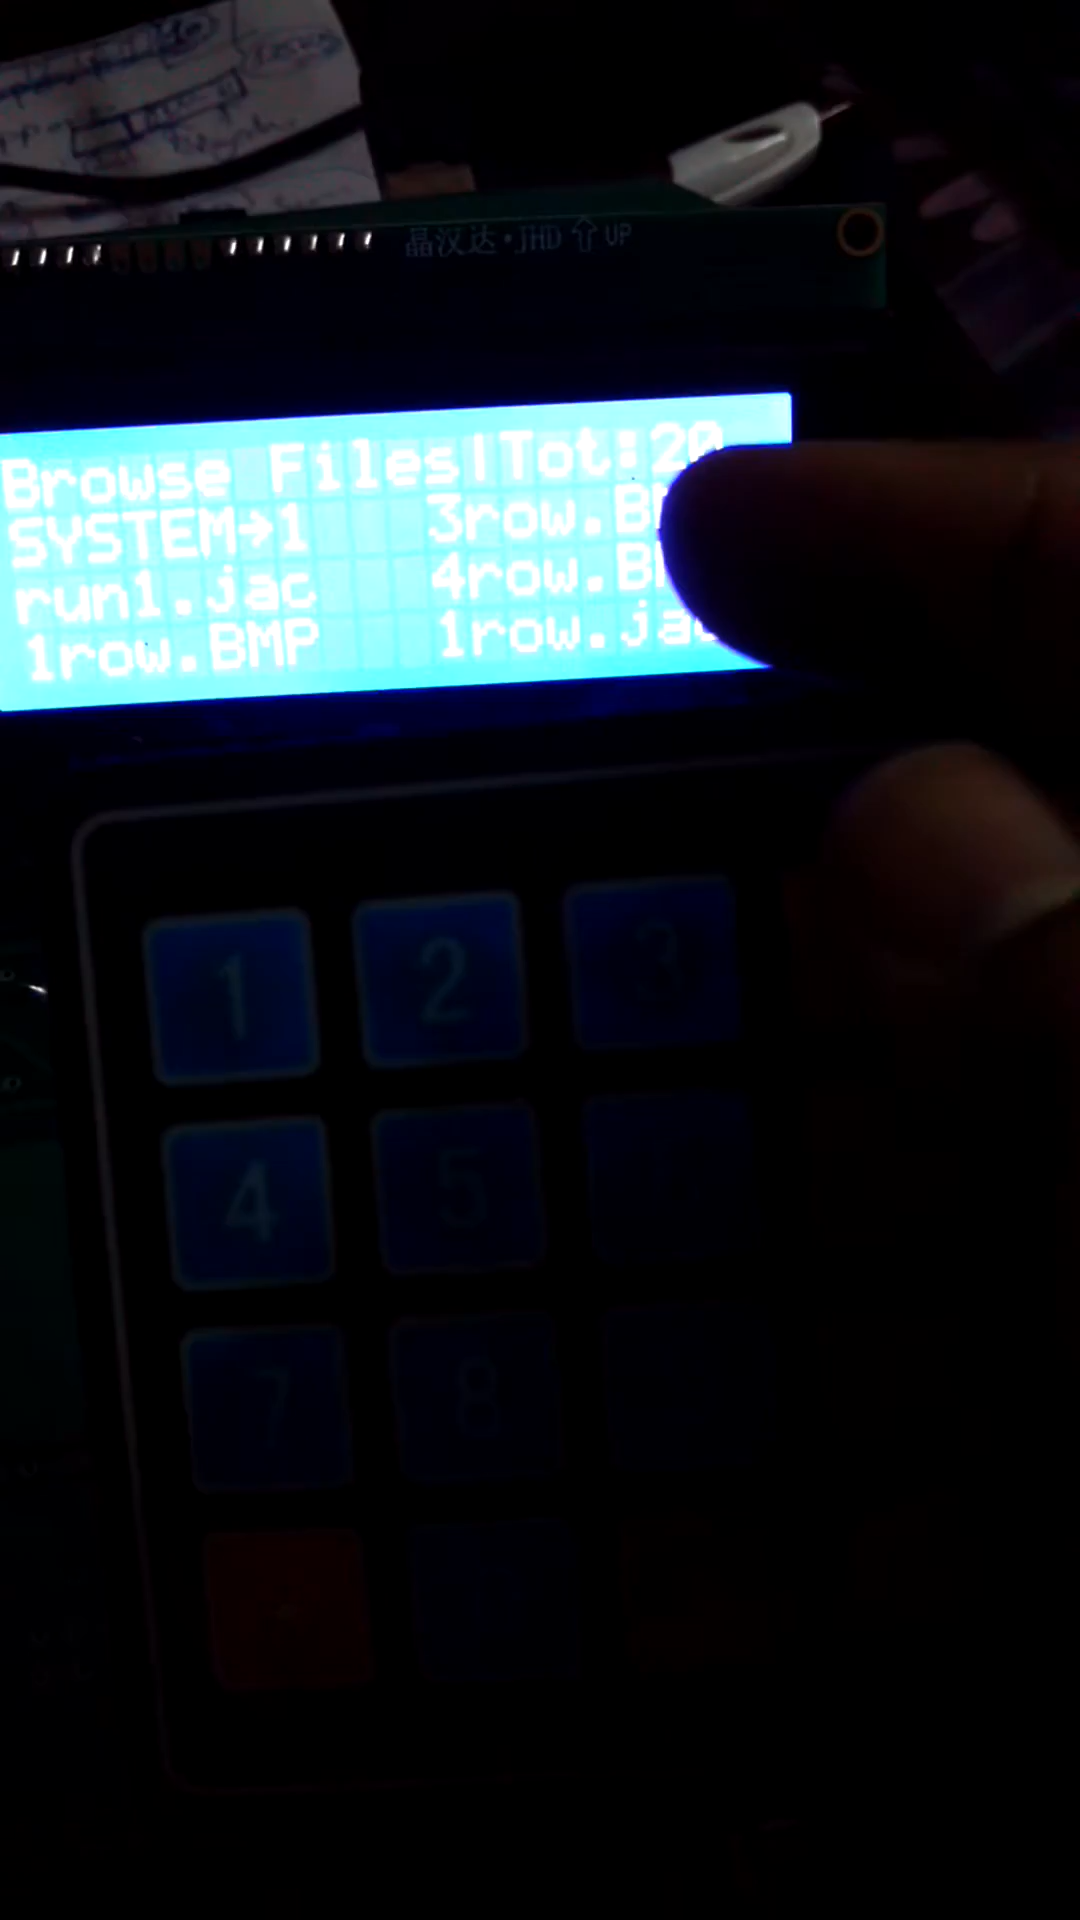 晶汉达·JHD ⇧ UP
Browse Files|Tot:20
SYSTEM→1 3row.B
run1.jac 4row.B
1row.BMP 1row.ja
1 2 3
4 5
7 8